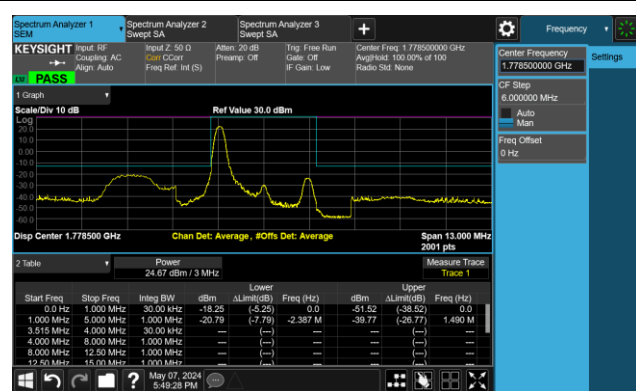 Spectrum Analyzer 1
SEM
Spectrum Analyzer 2
Swept SA
Spectrum Analyzer 3
Swept SA
Frequency
KEYSIGHT
Input: RF
Coupling: AC
Align: Auto
Input Z: 50 Ω
Corr CCorr
Freq Ref: Int (S)
Atten: 20 dB
Preamp: Off
Trig: Free Run
Gate: Off
IF Gain: Low
Center Freq: 1.778500000 GHz
Avg|Hold: 100.00% of 100
Radio Std: None
PASS
Center Frequency
1.778500000 GHz
Settings
CF Step
6.000000 MHz
Auto
Man
Freq Offset
0 Hz
1 Graph
Scale/Div 10 dB
Ref Value 30.0 dBm
Log
20.0
10.0
0.00
-10.0
-20.0
-30.0
-40.0
-50.0
-60.0
Disp Center 1.778500 GHz
Chan Det: Average, #Offs Det: Average
Span 13.000 MHz
2001 pts
2 Table
Power
24.67 dBm / 3 MHz
Measure Trace
Trace 1
Lower Upper
Start Freq Stop Freq Integ BW dBm ΔLimit(dB) Freq (Hz) dBm ΔLimit(dB) Freq (Hz)
0.0 Hz 1.000 MHz 30.00 kHz -18.25 (-5.25) 0.0 -51.52 (-38.52) 0.0
1.000 MHz 5.000 MHz 1.000 MHz -20.79 (-7.79) -2.387 M -39.77 (-26.77) 1.490 M
3.515 MHz 4.000 MHz 30.00 kHz --- (---) --- (---)
4.000 MHz 8.000 MHz 1.000 MHz --- (---) --- (---)
8.000 MHz 12.50 MHz 1.000 MHz --- (---) --- (---)
12.50 MHz 15.00 MHz 1.000 MHz --- (---) --- (---)
?
May 07, 2024
5:49:28 PM